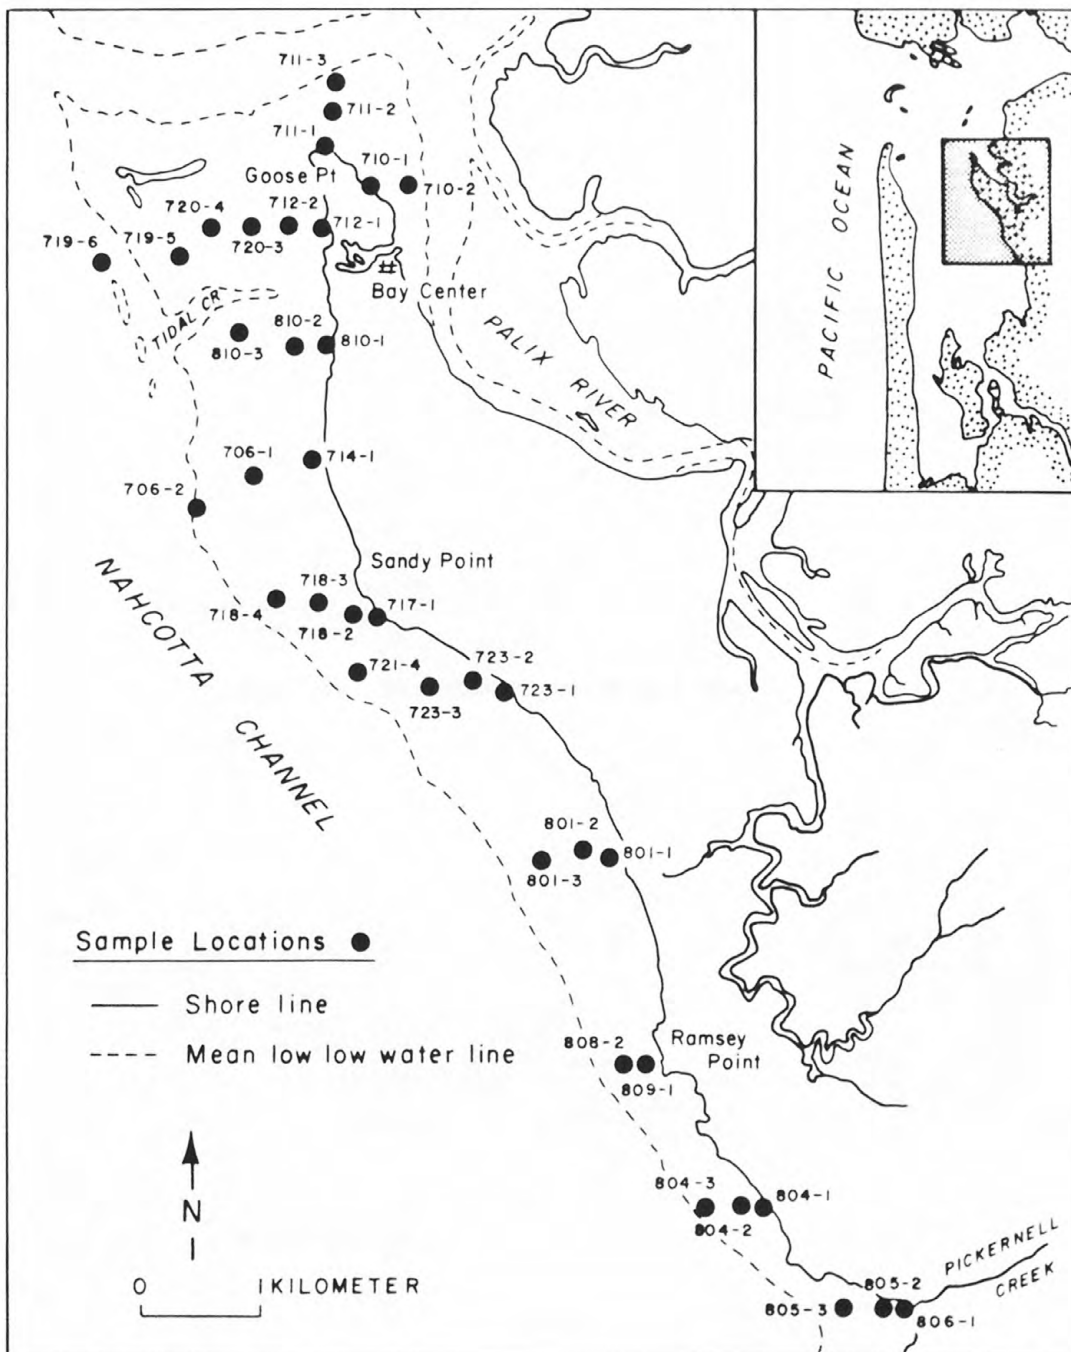 711-3
711-2
711-1
Goose Pt
710-1
710-2
720-4
712-2
712-1
719-6
719-5
720-3
Bay Center
TIDAL CR.
810-2
810-3
810-1
PALIX RIVER
PACIFIC OCEAN
706-1
714-1
706-2
Sandy Point
NAHCOTTA CHANNEL
718-3
718-4
717-1
718-2
721-4
723-2
723-1
723-3
801-2
801-1
801-3
Sample Locations
Shore line
Mean low low water line
808-2
Ramsey
Point
809-1
N
804-3
804-1
804-2
PICKERNELL
CREEK
805-2
805-3
806-1
0 1 KILOMETER